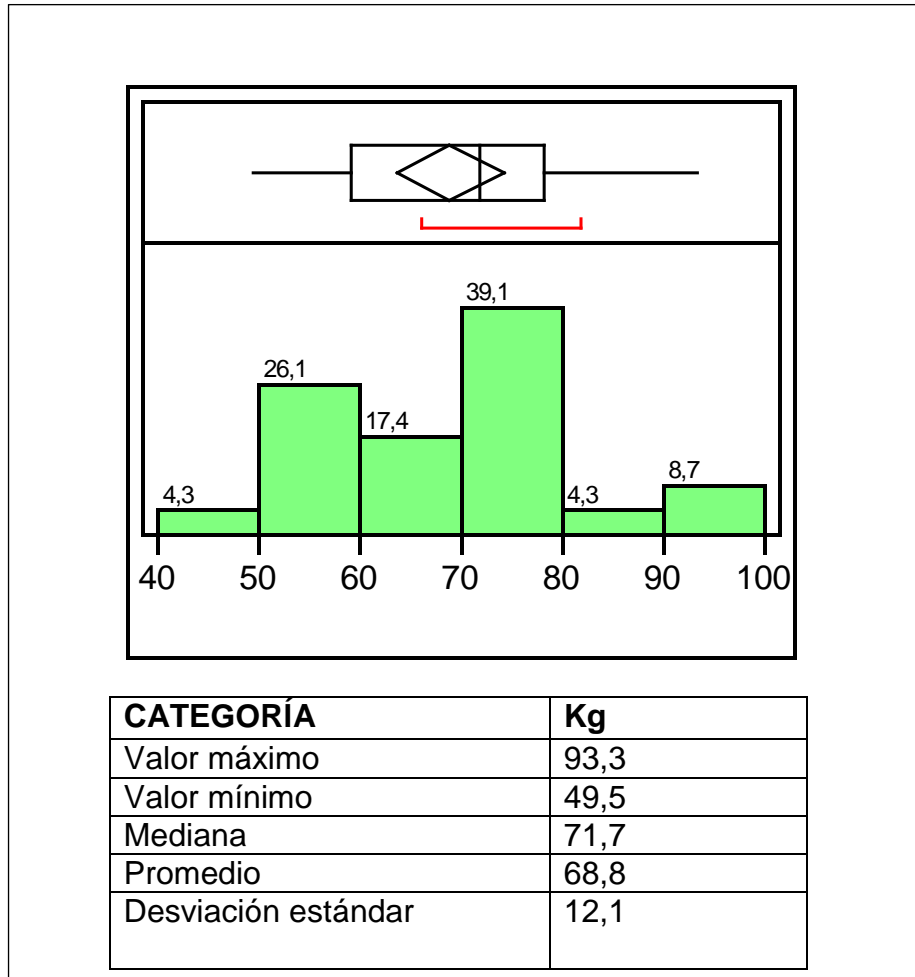 39,1
26,1
17,4
4,3 4,3 8,7
40 50 60 70 80 90 100
CATEGORÍA Kg
Valor máximo 93,3
Valor mínimo 49,5
Mediana 71,7
Promedio 68,8
Desviación estándar 12,1